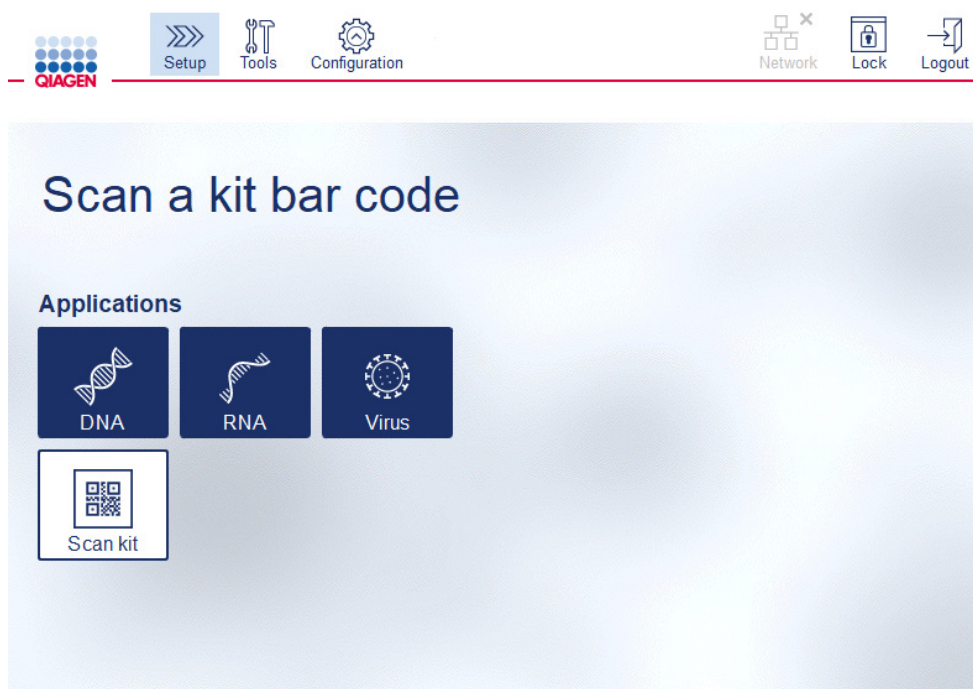 QIAGEN
Setup
Tools
Configuration
Network
Lock
Logout
Scan a kit bar code
Applications
DNA
RNA
Virus
Scan kit